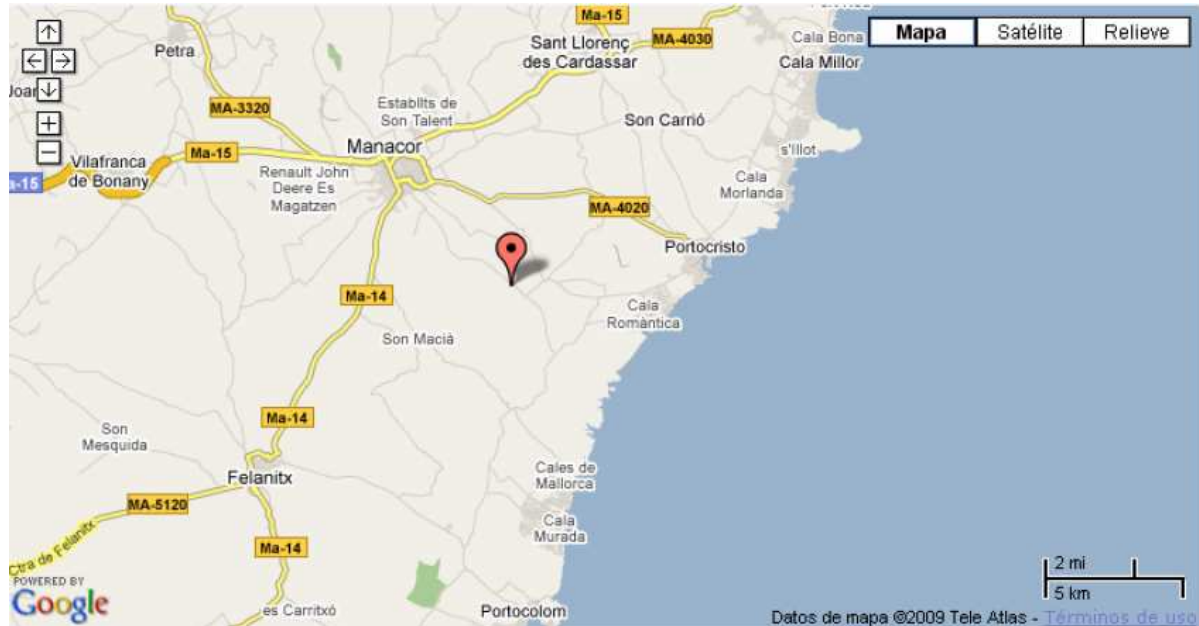 Petra
Joan
MA-3320
Vilafranca
de Bonany
Ma-15
a-15
Establits de
Son Talent
Manacor
Renault John
Deere Es
Magatzen
Sant Llorenç
des Cardassar
MA-4030
Ma-15
Cala Bona
Cala Millor
Mapa
Satélite
Relieve
Son Carrió
s'Illot
Cala
Morlanda
MA-4020
Portocristo
Ma-14
Son Macià
Cala
Romàntica
Ma-14
Son
Mesquida
Felanitx
MA-5120
Ctra de Felanitx
Ma-14
Cales de
Mallorca
Cala
Murada
POWERED BY
Google
es Carritxó
Portocolom
2 mi
5 km
Datos de mapa ©2009 Tele Atlas - Términos de uso